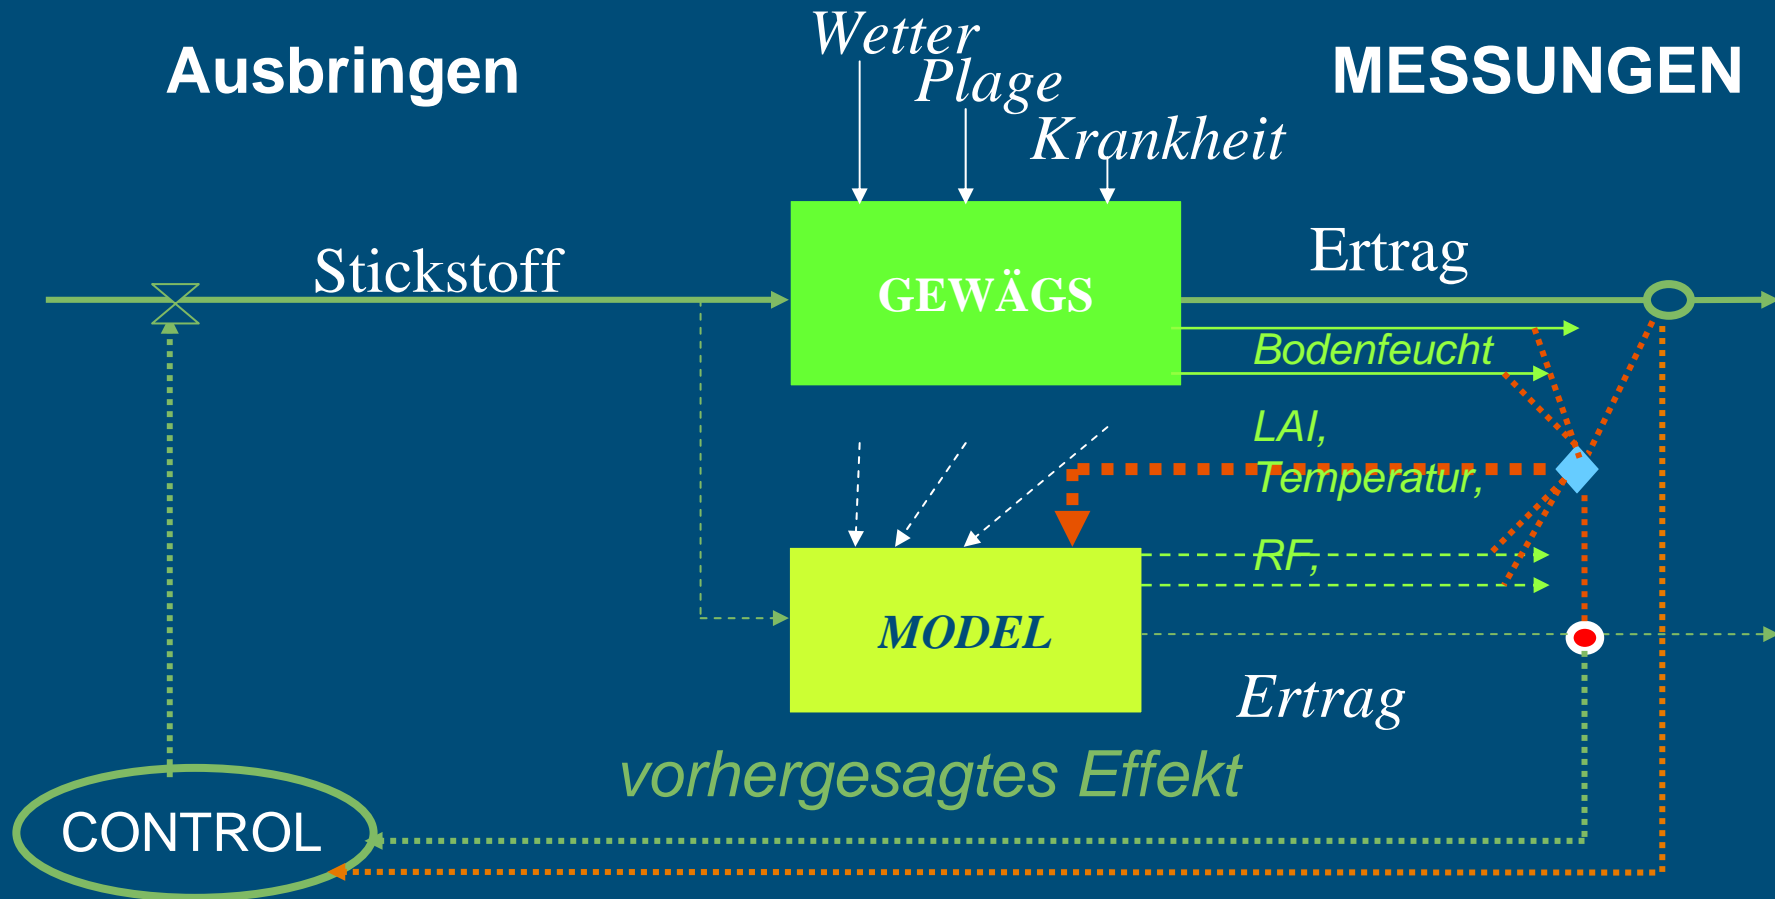 Wetter
Ausbringen
MESSUNGEN
Plage
Krankheit
Stickstoff
Ertrag
GEWÄGS
Bodenfeucht
LAI,
Temperatur,
RF,
MODEL
Ertrag
vorhergesagtes Effekt
CONTROL